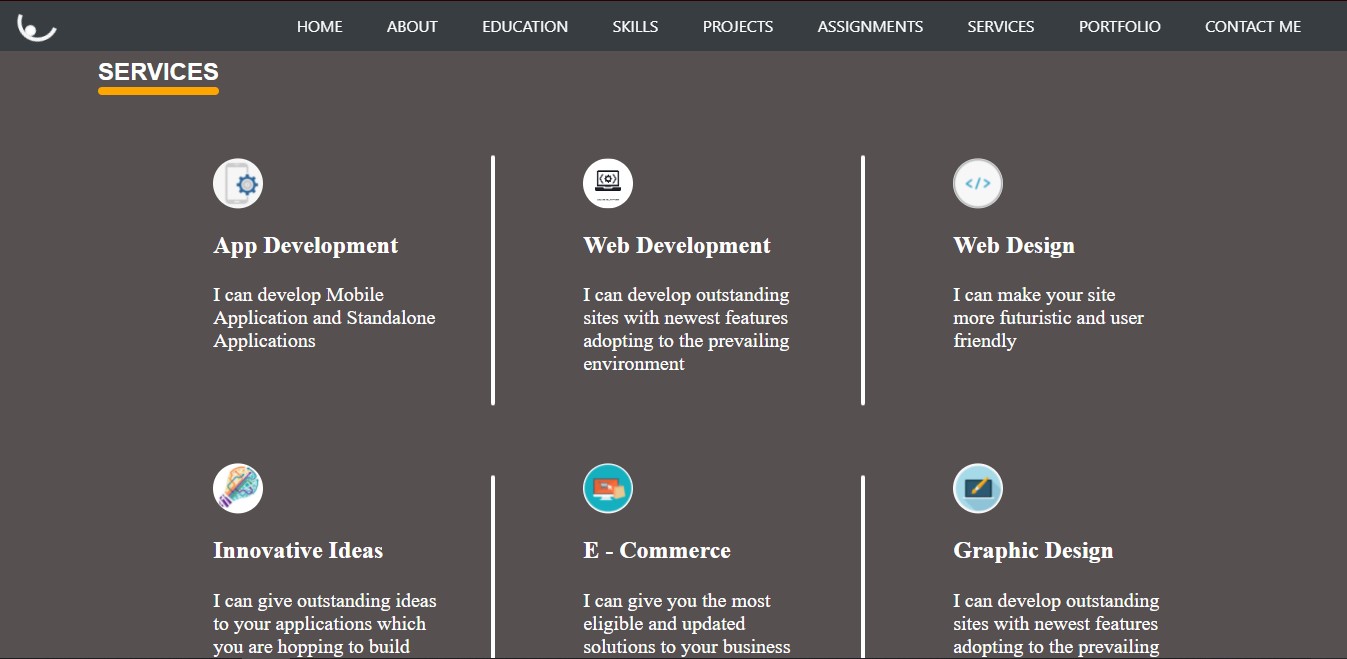 HOME ABOUT EDUCATION SKILLS PROJECTS ASSIGNMENTS SERVICES PORTFOLIO CONTACT ME
SERVICES
App Development
I can develop Mobile
Application and Standalone
Applications
Web Development
I can develop outstanding
sites with newest features
adopting to the prevailing
environment
Web Design
I can make your site
more futuristic and user
friendly
Innovative Ideas
I can give outstanding ideas
to your applications which
you are hopping to build
E - Commerce
I can give you the most
eligible and updated
solutions to your business
Graphic Design
I can develop outstanding
sites with newest features
adopting to the prevailing